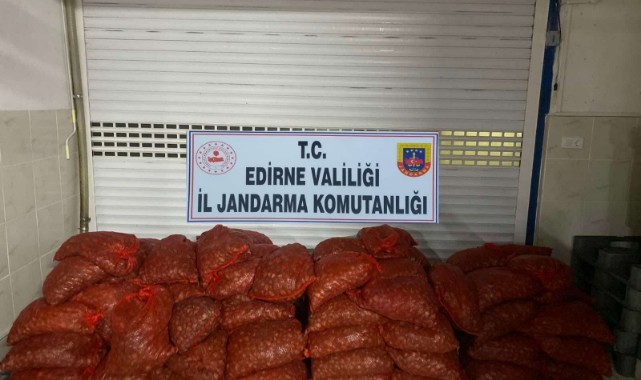 T.C.
EDİRNE VALİLİĞİ
İL JANDARMA KOMUTANLIĞI